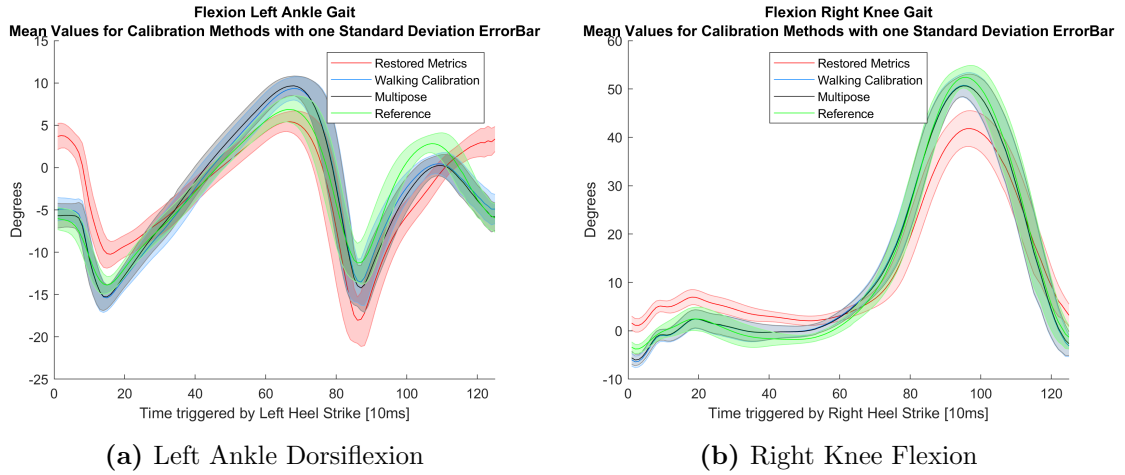 Flexion Left Ankle Gait
Mean Values for Calibration Methods with one Standard Deviation ErrorBar
15
10
5
0
-5
-10
-15
-20
-25
Degrees
0 20 40 60 80 100 120
Time triggered by Left Heel Strike [10ms]
Restored Metrics
Walking Calibration
Multipose
Reference
(a) Left Ankle Dorsiflexion
Flexion Right Knee Gait
Mean Values for Calibration Methods with one Standard Deviation ErrorBar
60
50
40
30
20
10
0
-10
Degrees
0 20 40 60 80 100 120
Time triggered by Right Heel Strike [10ms]
Restored Metrics
Walking Calibration
Multipose
Reference
(b) Right Knee Flexion